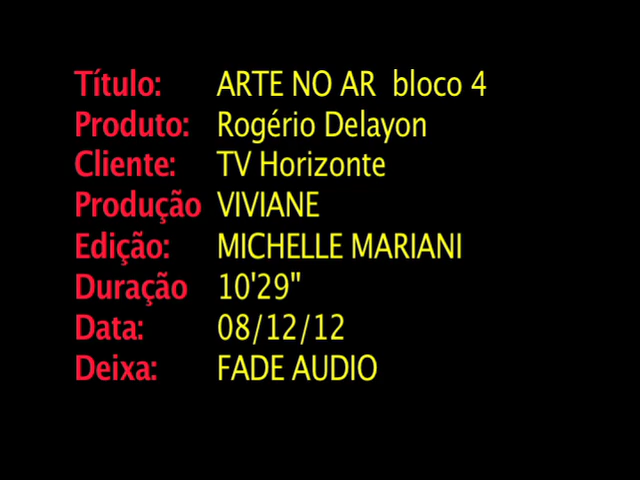 Título: ARTE NO AR bloco 4
Produto: Rogério Delayon
Cliente: TV Horizonte
Produção VIVIANE
Edição: MICHELLE MARIANI
Duração 10'29"
Data: 08/12/12
Deixa: FADE AUDIO